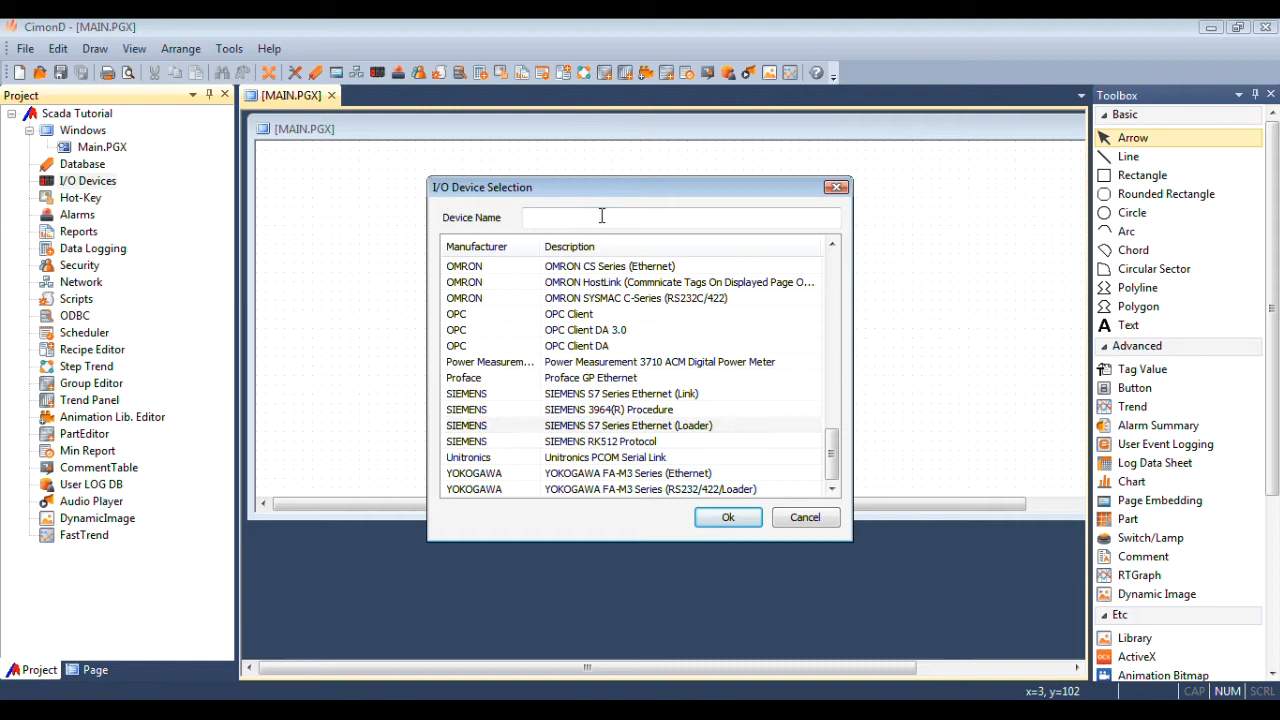 CimonD - [MAIN.PGX]
File Edit Draw View Arrange Tools Help
Project
Scada Tutorial
Windows
Main.PGX
Database
I/O Devices
Hot-Key
Alarms
Reports
Data Logging
Security
Network
Scripts
ODBC
Scheduler
Recipe Editor
Step Trend
Group Editor
Trend Panel
Animation Lib. Editor
PartEditor
Min Report
CommentTable
User LOG DB
Audio Player
DynamicImage
FastTrend
Project Page
[MAIN.PGX]
[MAIN.PGX]
I/O Device Selection
Device Name
Manufacturer Description
OMRON OMRON CS Series (Ethernet)
OMRON OMRON HostLink (Commnicate Tags On Displayed Page O...
OMRON OMRON SYSMAC C-Series (RS232C/422)
OPC OPC Client
OPC OPC Client DA 3.0
OPC OPC Client DA
Power Measurem... Power Measurement 3710 ACM Digital Power Meter
Proface Proface GP Ethernet
SIEMENS SIEMENS S7 Series Ethernet (Link)
SIEMENS SIEMENS 3964(R) Procedure
SIEMENS SIEMENS S7 Series Ethernet (Loader)
SIEMENS SIEMENS RK512 Protocol
Unitronics Unitronics PCOM Serial Link
YOKOGAWA YOKOGAWA FA-M3 Series (Ethernet)
YOKOGAWA YOKOGAWA FA-M3 Series (RS232/422/Loader)
Ok Cancel
Toolbox
Basic
Arrow
Line
Rectangle
Rounded Rectangle
Circle
Arc
Chord
Circular Sector
Polyline
Polygon
A Text
Advanced
Tag Value
Button
Trend
Alarm Summary
User Event Logging
Log Data Sheet
Chart
Page Embedding
Part
Switch/Lamp
Comment
RTGraph
Dynamic Image
Etc
Library
OCX ActiveX
Animation Bitmap
x=3, y=102 CAP NUM SCRL